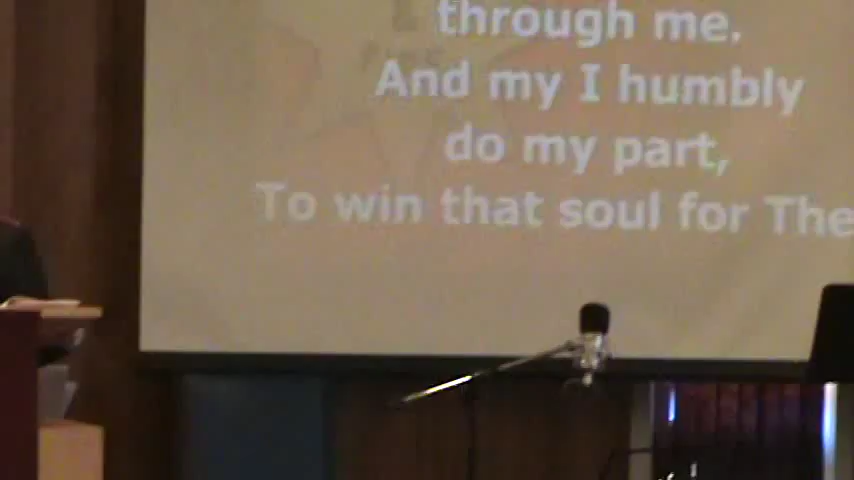 through me.
And my I humbly
do my part,
To win that soul for The